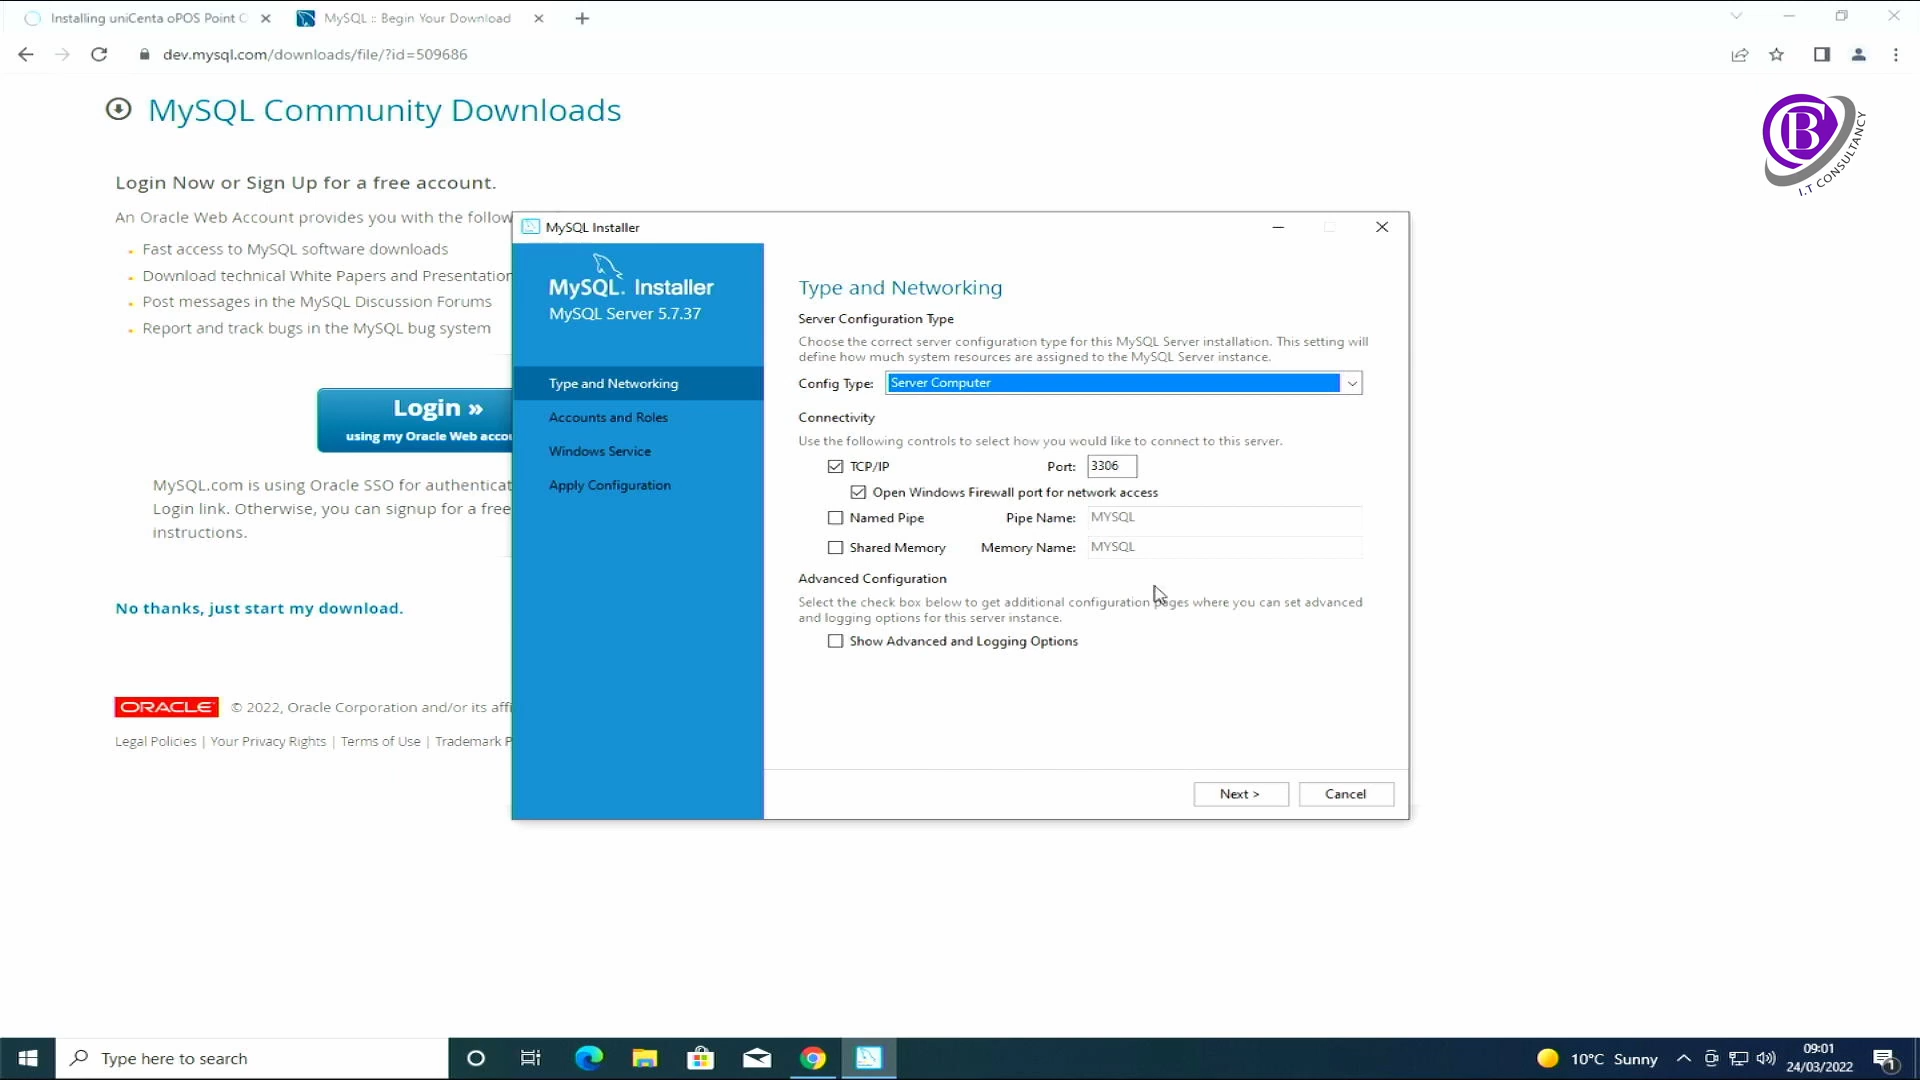 Installing uniCenta oPOS Point C
MySQL :: Begin Your Download
dev.mysql.com/downloads/file/?id=509686
MySQL Community Downloads
B
I.T CONSULTANCY
Login Now or Sign Up for a free account.
An Oracle Web Account provides you with the follow
Fast access to MySQL software downloads
Download technical White Papers and Presentation
Post messages in the MySQL Discussion Forums
Report and track bugs in the MySQL bug system
Login »
using my Oracle Web accou
MySQL.com is using Oracle SSO for authenticat
Login link. Otherwise, you can signup for a free
instructions.
No thanks, just start my download.
ORACLE
© 2022, Oracle Corporation and/or its affi
Legal Policies | Your Privacy Rights | Terms of Use | Trademark P
MySQL Installer
MySQL. Installer
MySQL Server 5.7.37
Type and Networking
Accounts and Roles
Windows Service
Apply Configuration
Type and Networking
Server Configuration Type
Choose the correct server configuration type for this MySQL Server installation. This setting will
define how much system resources are assigned to the MySQL Server instance.
Config Type: Server Computer
Connectivity
Use the following controls to select how you would like to connect to this server.
TCP/IP Port: 3306
Open Windows Firewall port for network access
Named Pipe Pipe Name: MYSQL
Shared Memory Memory Name: MYSQL
Advanced Configuration
Select the check box below to get additional configuration pages where you can set advanced
and logging options for this server instance.
Show Advanced and Logging Options
Next >
Cancel
Type here to search
10°C Sunny
09:01
24/03/2022
1